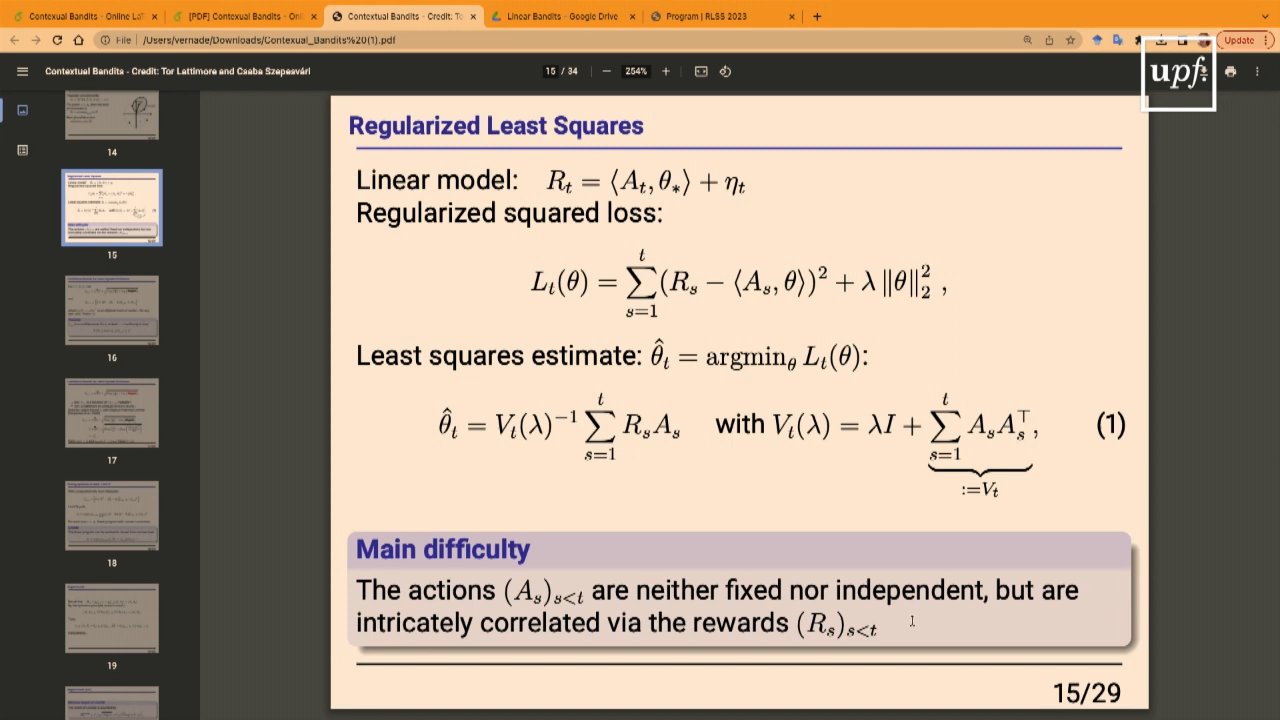 Contextual Bandits - Online Lat
[PDF] Contextual Bandits - Onli
Contextual Bandits - Credit: To
Linear Bandits - Google Drive
Program | RLSS 2023
File | /Users/vernade/Downloads/Contexual_Bandits%20(1).pdf
Update
Contextual Bandits - Credit: Tor Lattimore and Csaba Szepesvári
15 / 34
254%
upf.
14
15
16
17
18
19
Regularized Least Squares
Linear model: R_t = ⟨A_t, θ_*⟩ + η_t
Regularized squared loss:
L_t(θ) = ∑_{s=1}^{t} (R_s − ⟨A_s, θ⟩)² + λ ‖θ‖_2^2 ,
Least squares estimate: θ̂_t = argmin_θ L_t(θ):
θ̂_t = V_t(λ)^{−1} ∑_{s=1}^{t} R_s A_s with V_t(λ) = λI + ∑_{s=1}^{t} A_s A_s^⊤, (1)
:=V_t
Main difficulty
The actions (A_s)_{s<t} are neither fixed nor independent, but are
intricately correlated via the rewards (R_s)_{s<t}
15/29